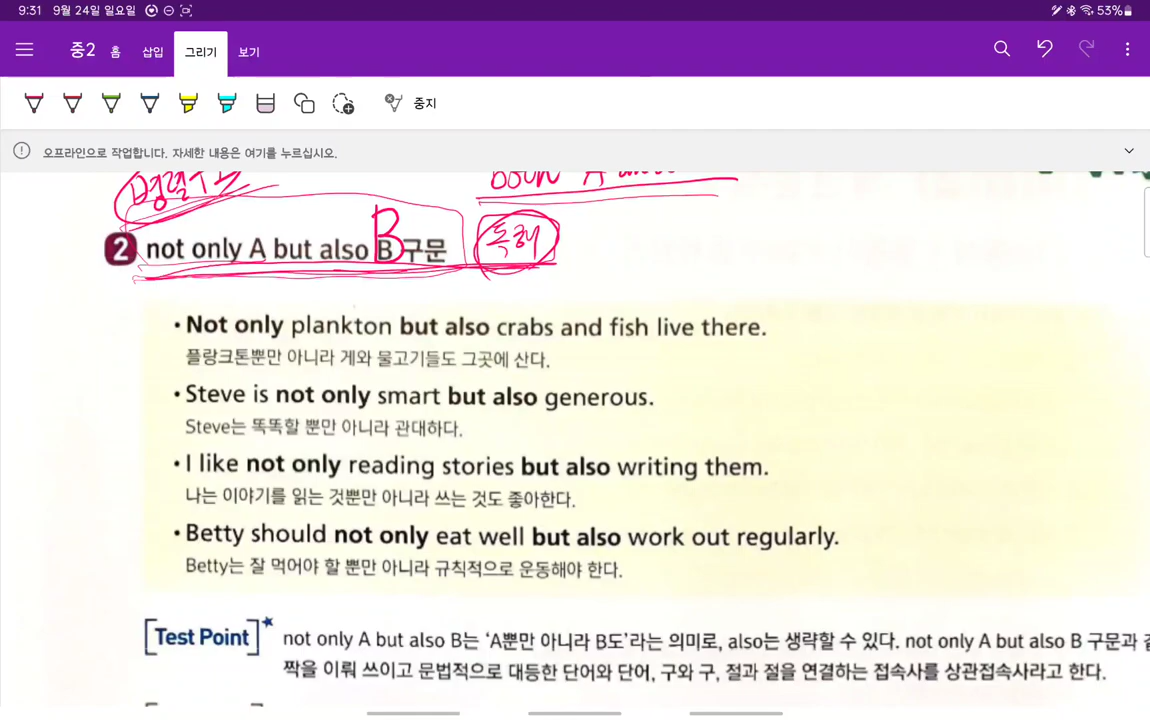 9:31 9월 24일 일요일 53%
중2 홈 삽입 그리기 보기
중지
오프라인으로 작업합니다. 자세한 내용은 여기를 누르십시오.
병렬구조
both A
2 not only A but also B 구문 B 독해
• Not only plankton but also crabs and fish live there.
플랑크톤뿐만 아니라 게와 물고기들도 그곳에 산다.
• Steve is not only smart but also generous.
Steve는 똑똑할 뿐만 아니라 관대하다.
• I like not only reading stories but also writing them.
나는 이야기를 읽는 것뿐만 아니라 쓰는 것도 좋아한다.
• Betty should not only eat well but also work out regularly.
Betty는 잘 먹어야 할 뿐만 아니라 규칙적으로 운동해야 한다.
[Test Point]★ not only A but also B는 ‘A뿐만 아니라 B도’라는 의미로, also는 생략할 수 있다. not only A but also B 구문과
짝을 이뤄 쓰이고 문법적으로 대등한 단어와 단어, 구와 구, 절과 절을 연결하는 접속사를 상관접속사라고 한다.